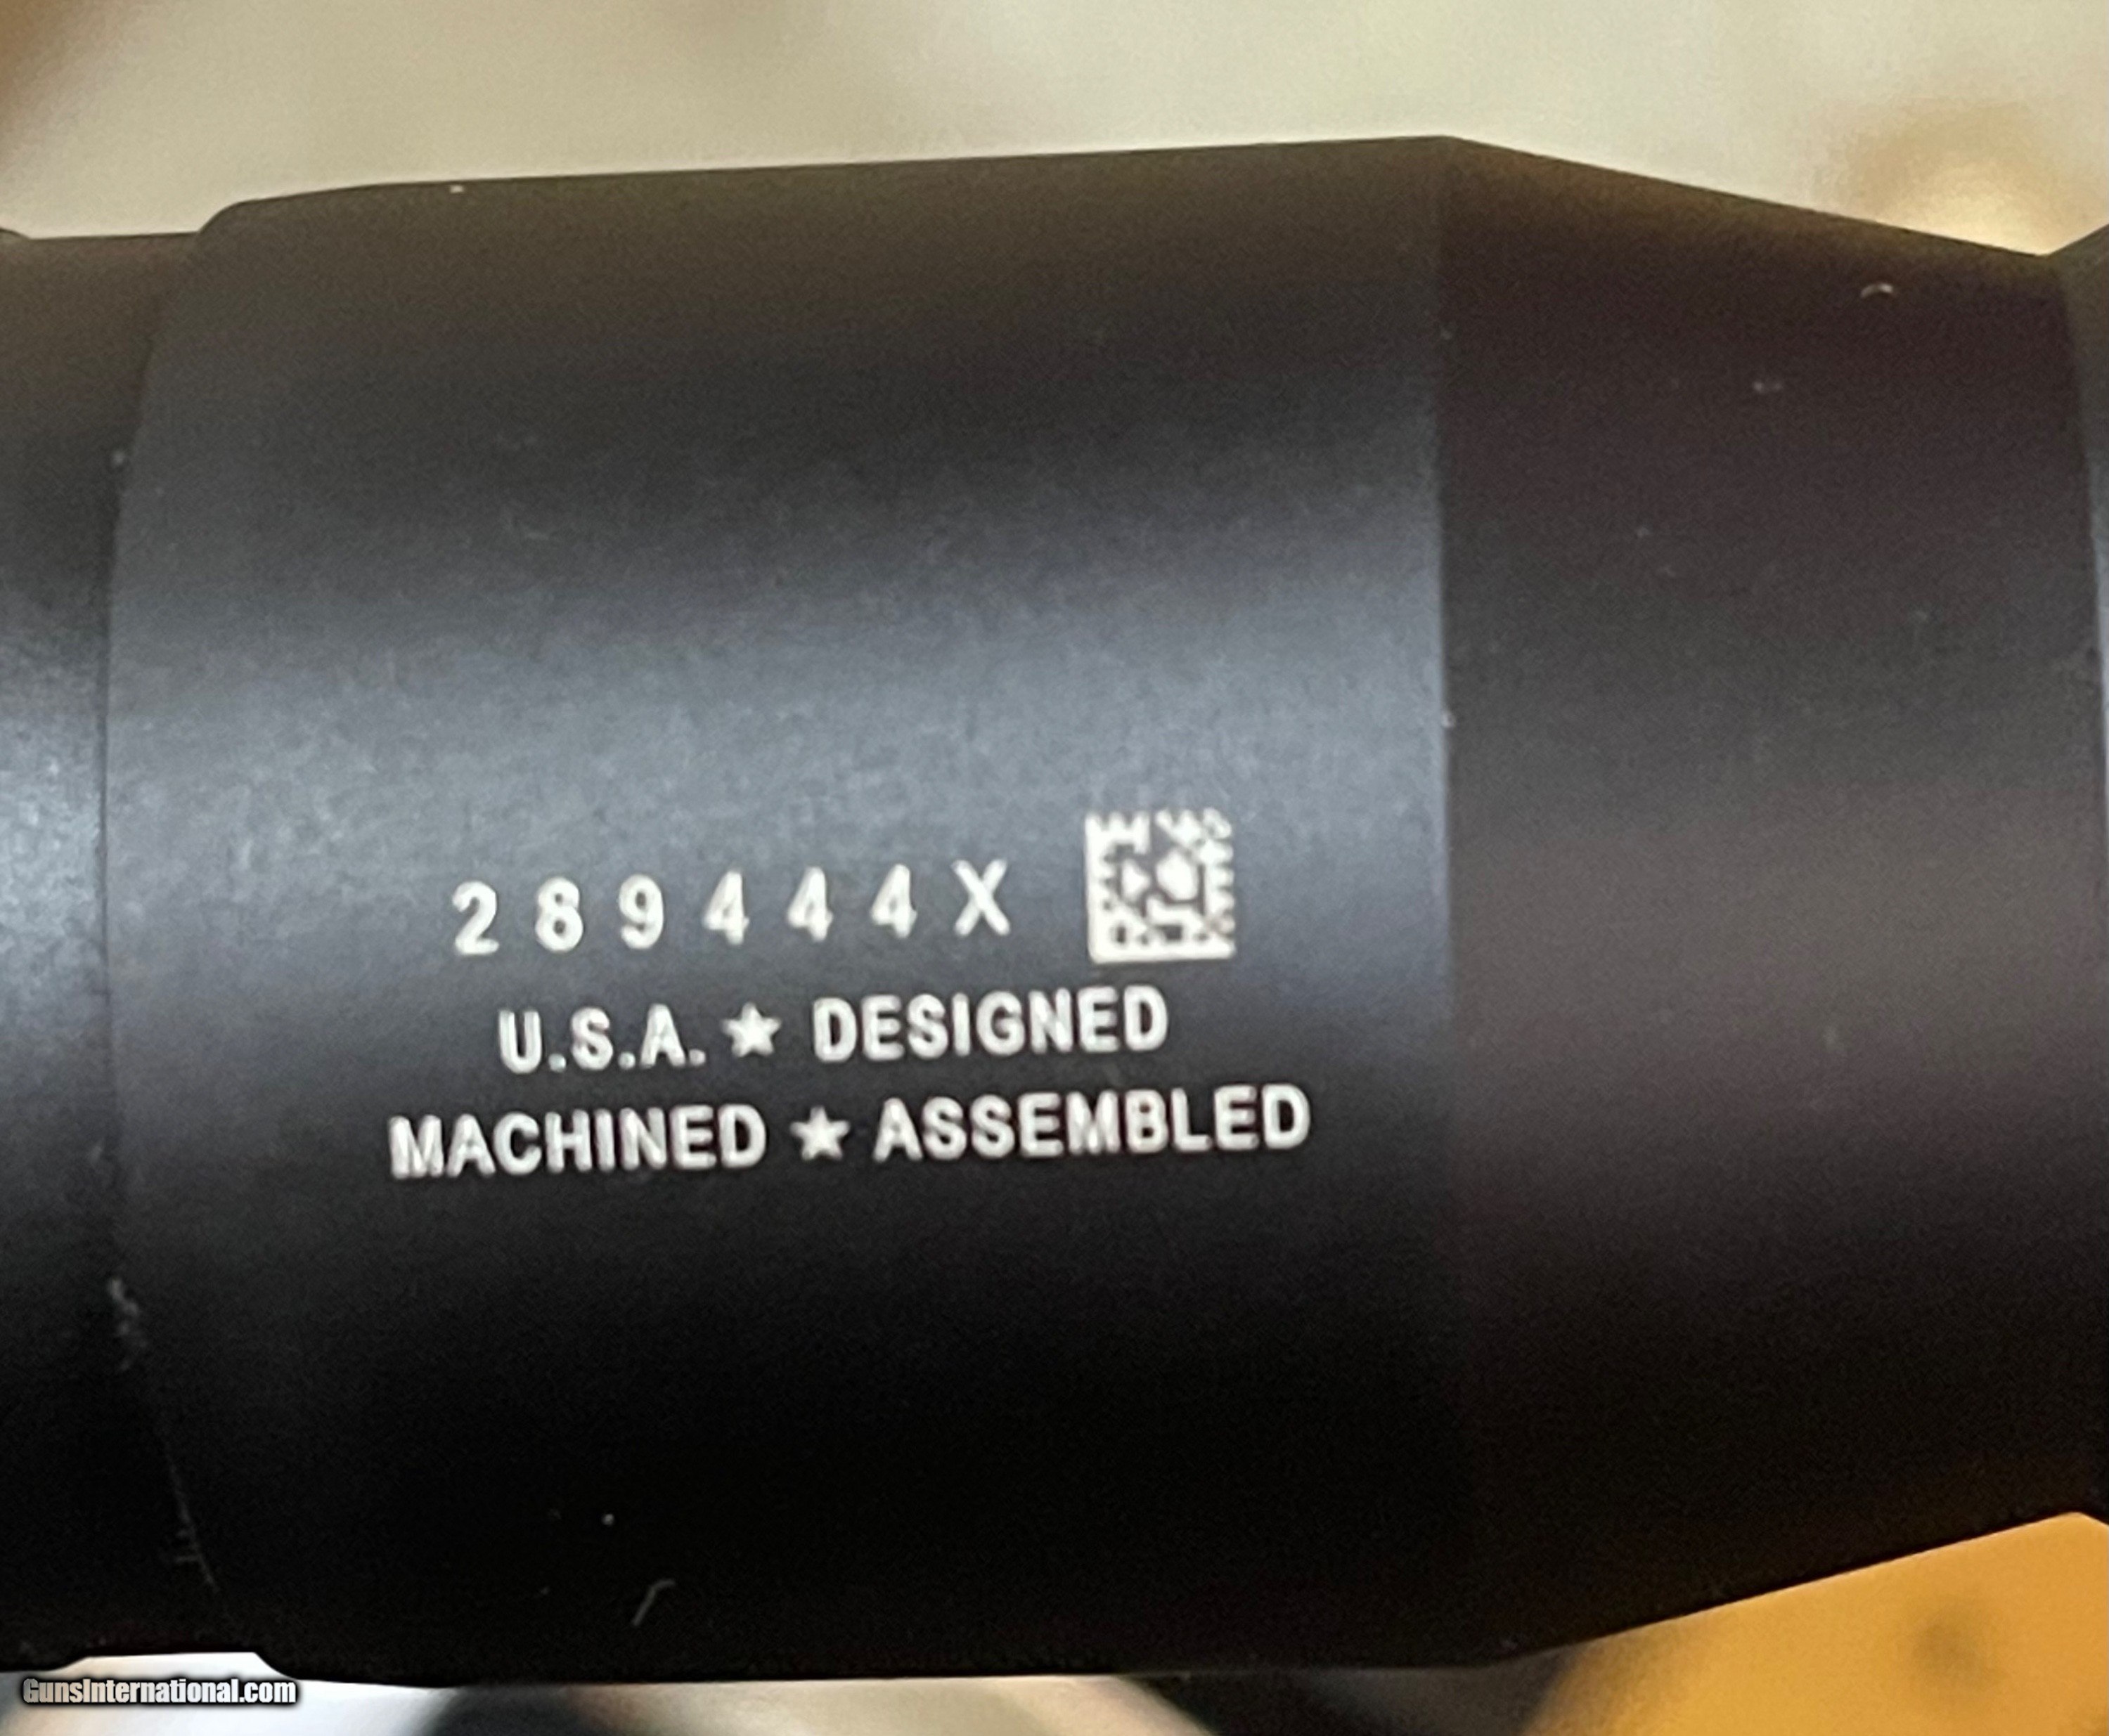 289444X
U.S.A. ★ DESIGNED
MACHINED ★ ASSEMBLED
GunsInternational.com